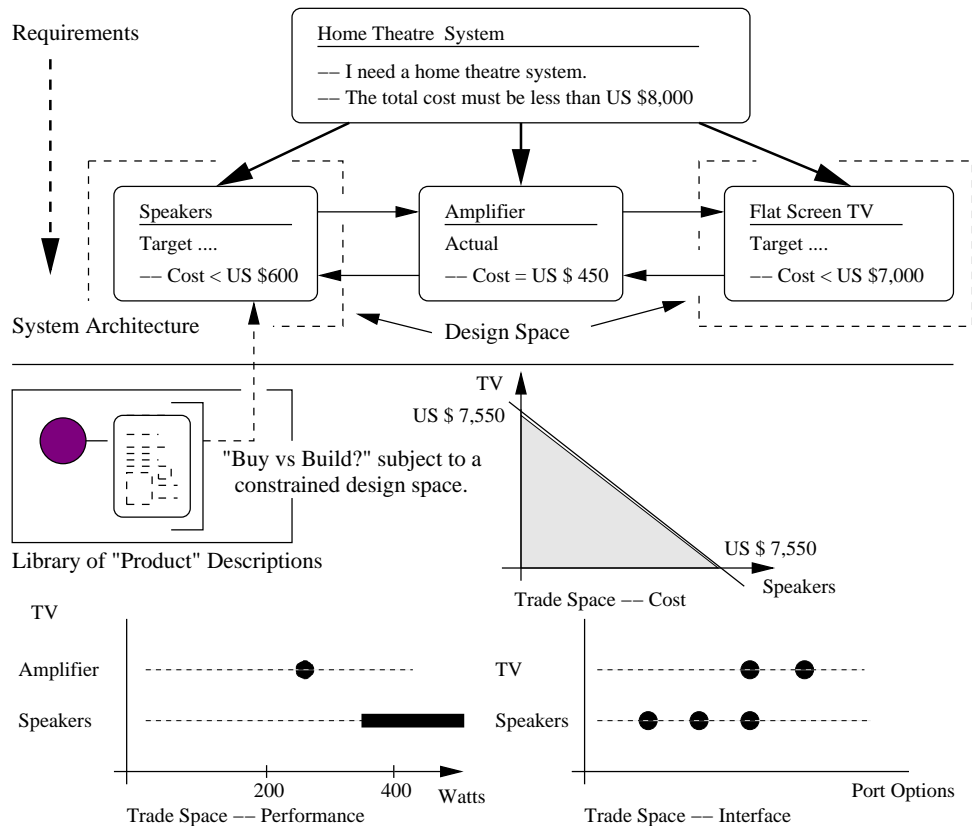 Requirements
Home Theatre System
−− I need a home theatre system.
−− The total cost must be less than US $8,000
Speakers
Target ....
−− Cost < US $600
Amplifier
Actual
−− Cost = US $ 450
Flat Screen TV
Target ....
−− Cost < US $7,000
System Architecture
Design Space
"Buy vs Build?" subject to a
constrained design space.
Library of "Product" Descriptions
TV
US $ 7,550
US $ 7,550
Speakers
Trade Space −− Cost
TV
Amplifier
Speakers
200
400
Watts
Trade Space −− Performance
TV
Speakers
Port Options
Trade Space −− Interface